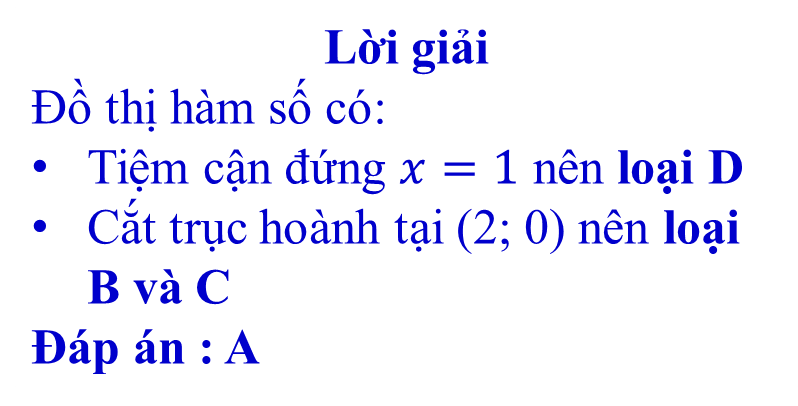 Lời giải
Đồ thị hàm số có:
• Tiệm cận đứng x = 1 nên loại D
• Cắt trục hoành tại (2; 0) nên loại
B và C
Đáp án : A